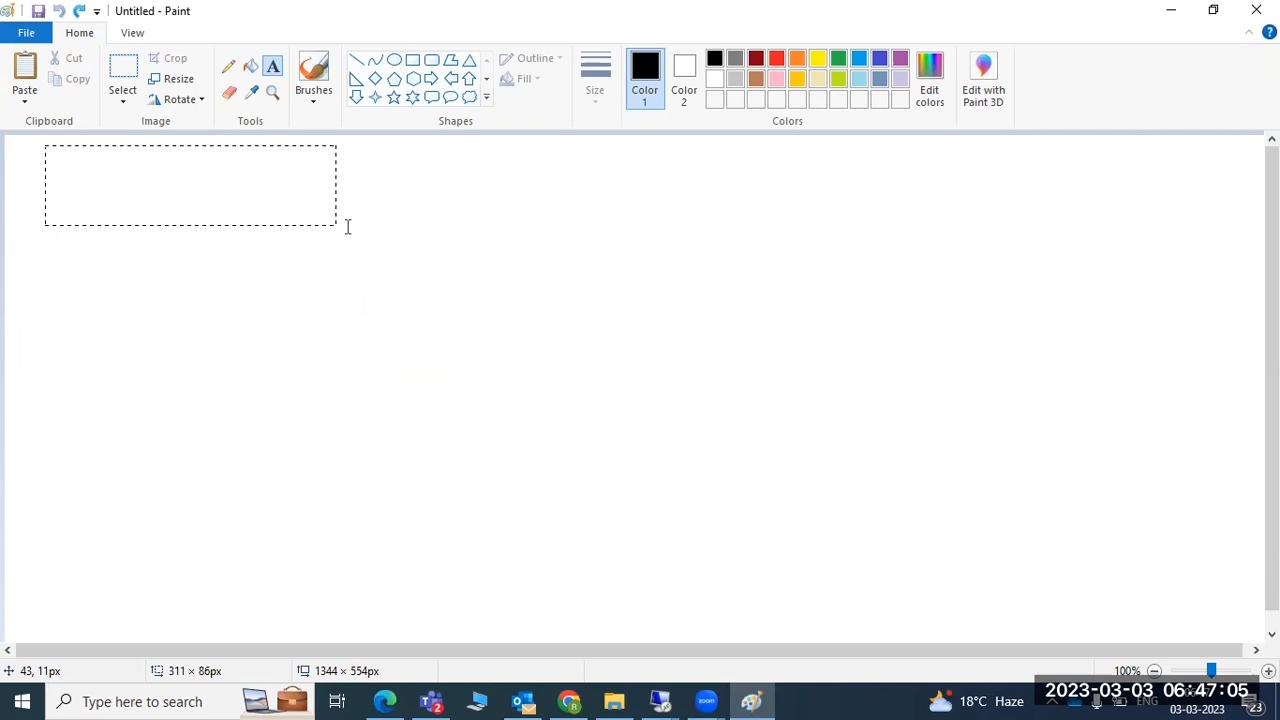 Untitled - Paint
File Home View
Paste Cut Copy Clipboard
Select Crop Resize Rotate Image
A
Tools
Brushes
Shapes
Outline Fill
Size
Color 1 Color 2
Edit colors
Colors
Edit with Paint 3D
43, 11px 311 × 86px 1344 × 554px 100%
Type here to search
18°C Haze
ENG
2023-03-03 06:47:05
03-03-2023
23